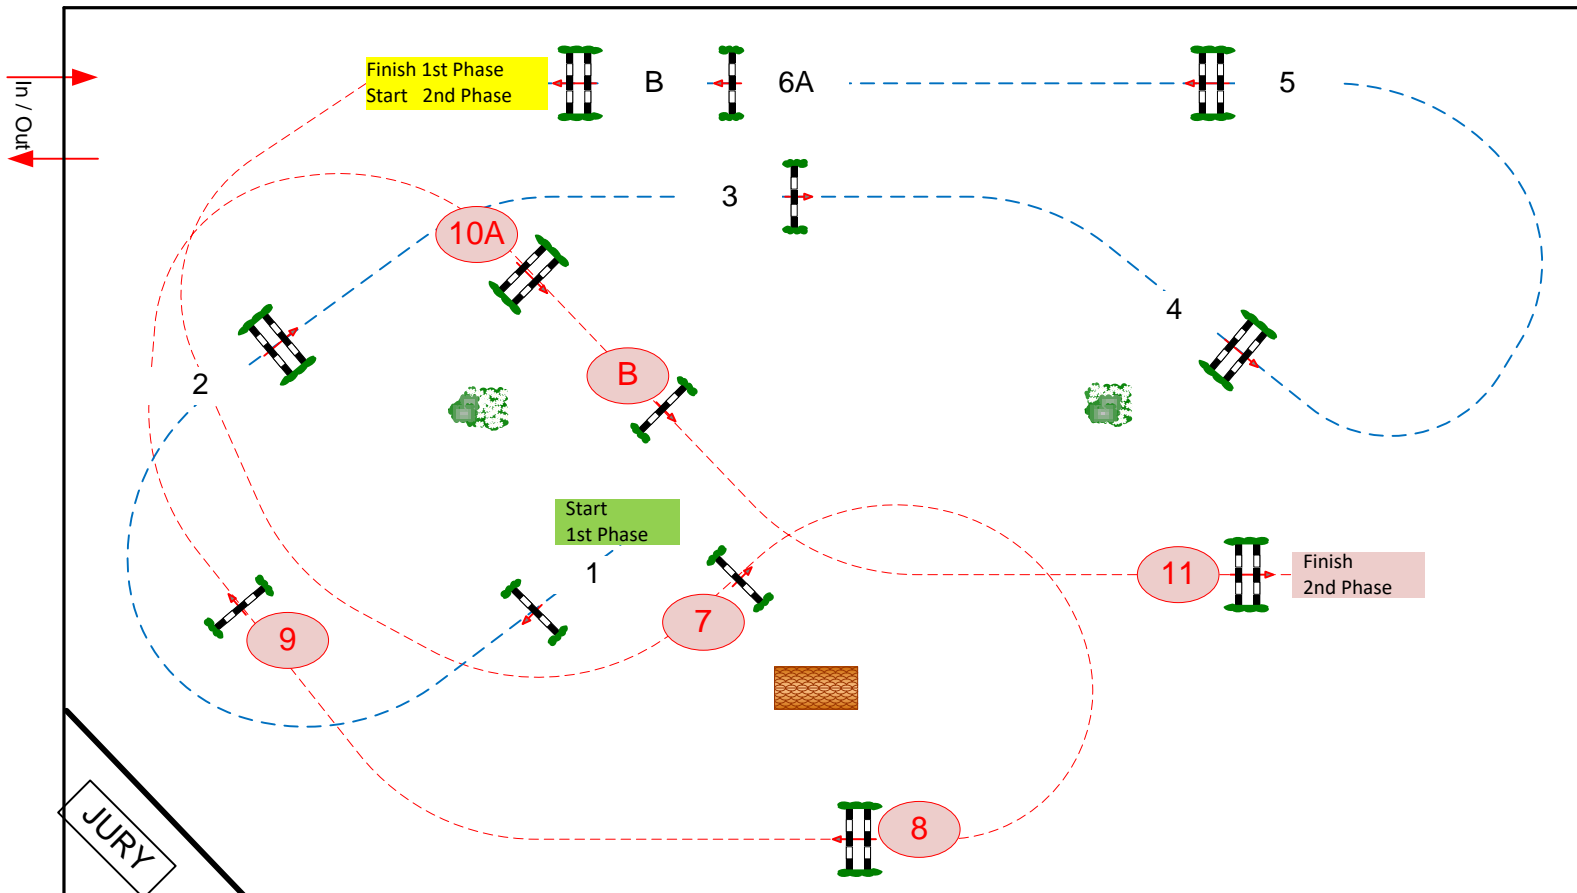 In / Out
Finish 1st Phase
Start 2nd Phase
B
6A
5
3
10A
4
B
2
Start
1st Phase
1
11
Finish
2nd Phase
7
9
8
JURY